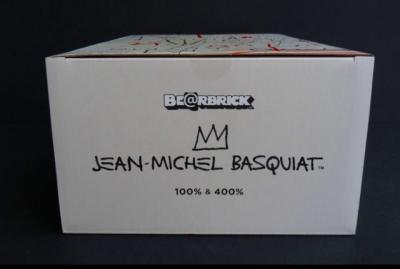 BE@RBRICK
JEAN-MICHEL BASQUIAT™
100% & 400%